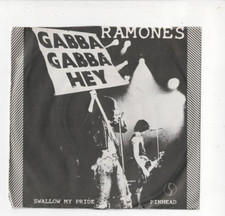 RAMONES
GABBA
GABBA
HEY
SWALLOW MY PRIDE
PINHEAD